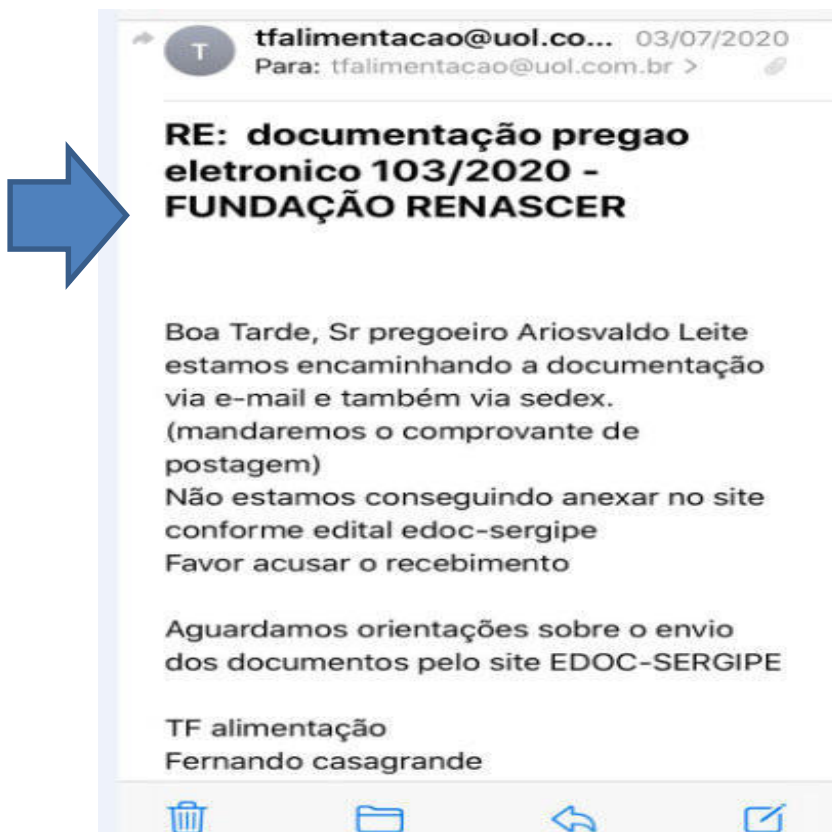 T
tfalimentacao@uol.co... 03/07/2020
Para: tfalimentacao@uol.com.br >
RE: documentação pregao
eletronico 103/2020 -
FUNDAÇÃO RENASCER
Boa Tarde, Sr pregoeiro Ariosvaldo Leite
estamos encaminhando a documentação
via e-mail e também via sedex.
(mandaremos o comprovante de
postagem)
Não estamos conseguindo anexar no site
conforme edital edoc-sergipe
Favor acusar o recebimento
Aguardamos orientações sobre o envio
dos documentos pelo site EDOC-SERGIPE
TF alimentação
Fernando casagrande